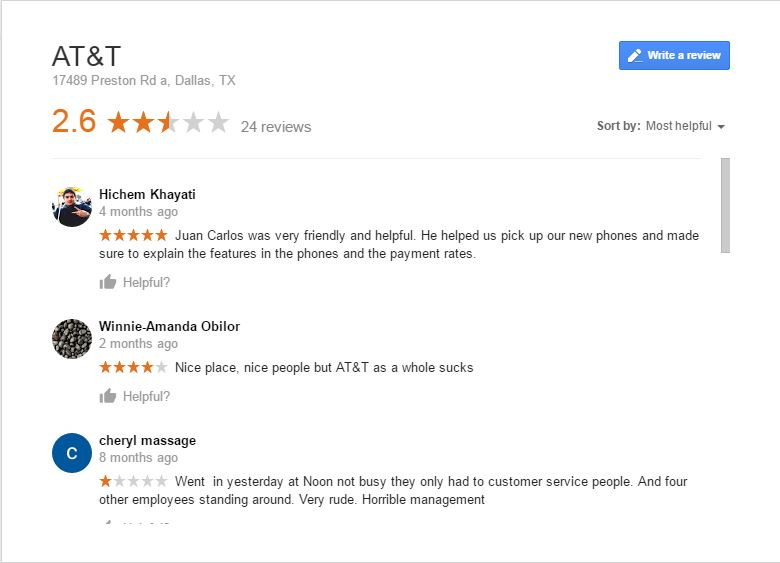 AT&T
Write a review
17489 Preston Rd a, Dallas, TX
2.6 24 reviews
Sort by: Most helpful
Hichem Khayati
4 months ago
Juan Carlos was very friendly and helpful. He helped us pick up our new phones and made
sure to explain the features in the phones and the payment rates.
Helpful?
Winnie-Amanda Obilor
2 months ago
Nice place, nice people but AT&T as a whole sucks
Helpful?
C
cheryl massage
8 months ago
Went in yesterday at Noon not busy they only had to customer service people. And four
other employees standing around. Very rude. Horrible management